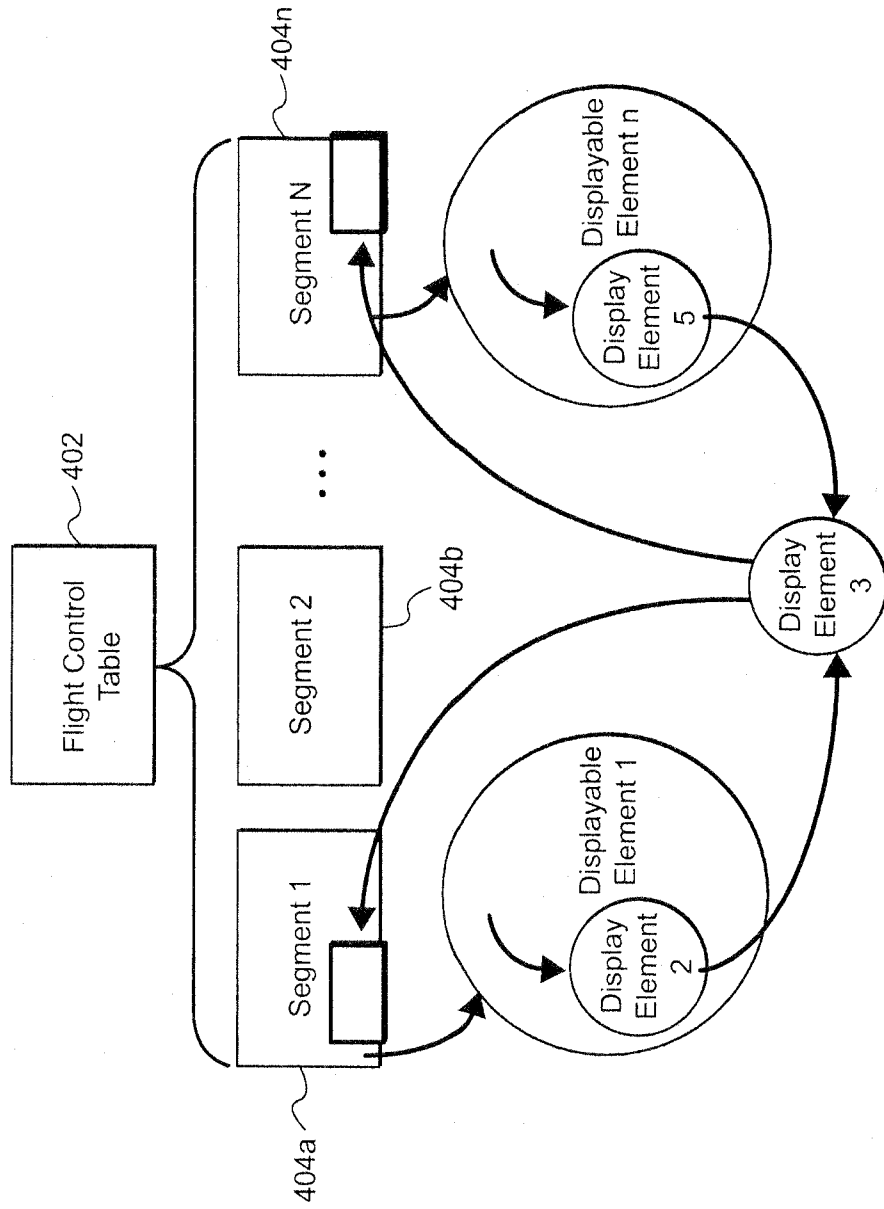 Flight Control
Table
402
Segment 1
Segment 2
...
Segment N
404a
404b
404n
Displayable
Element 1
Display
Element
2
Displayable
Element n
Display
Element
5
Display
Element
3